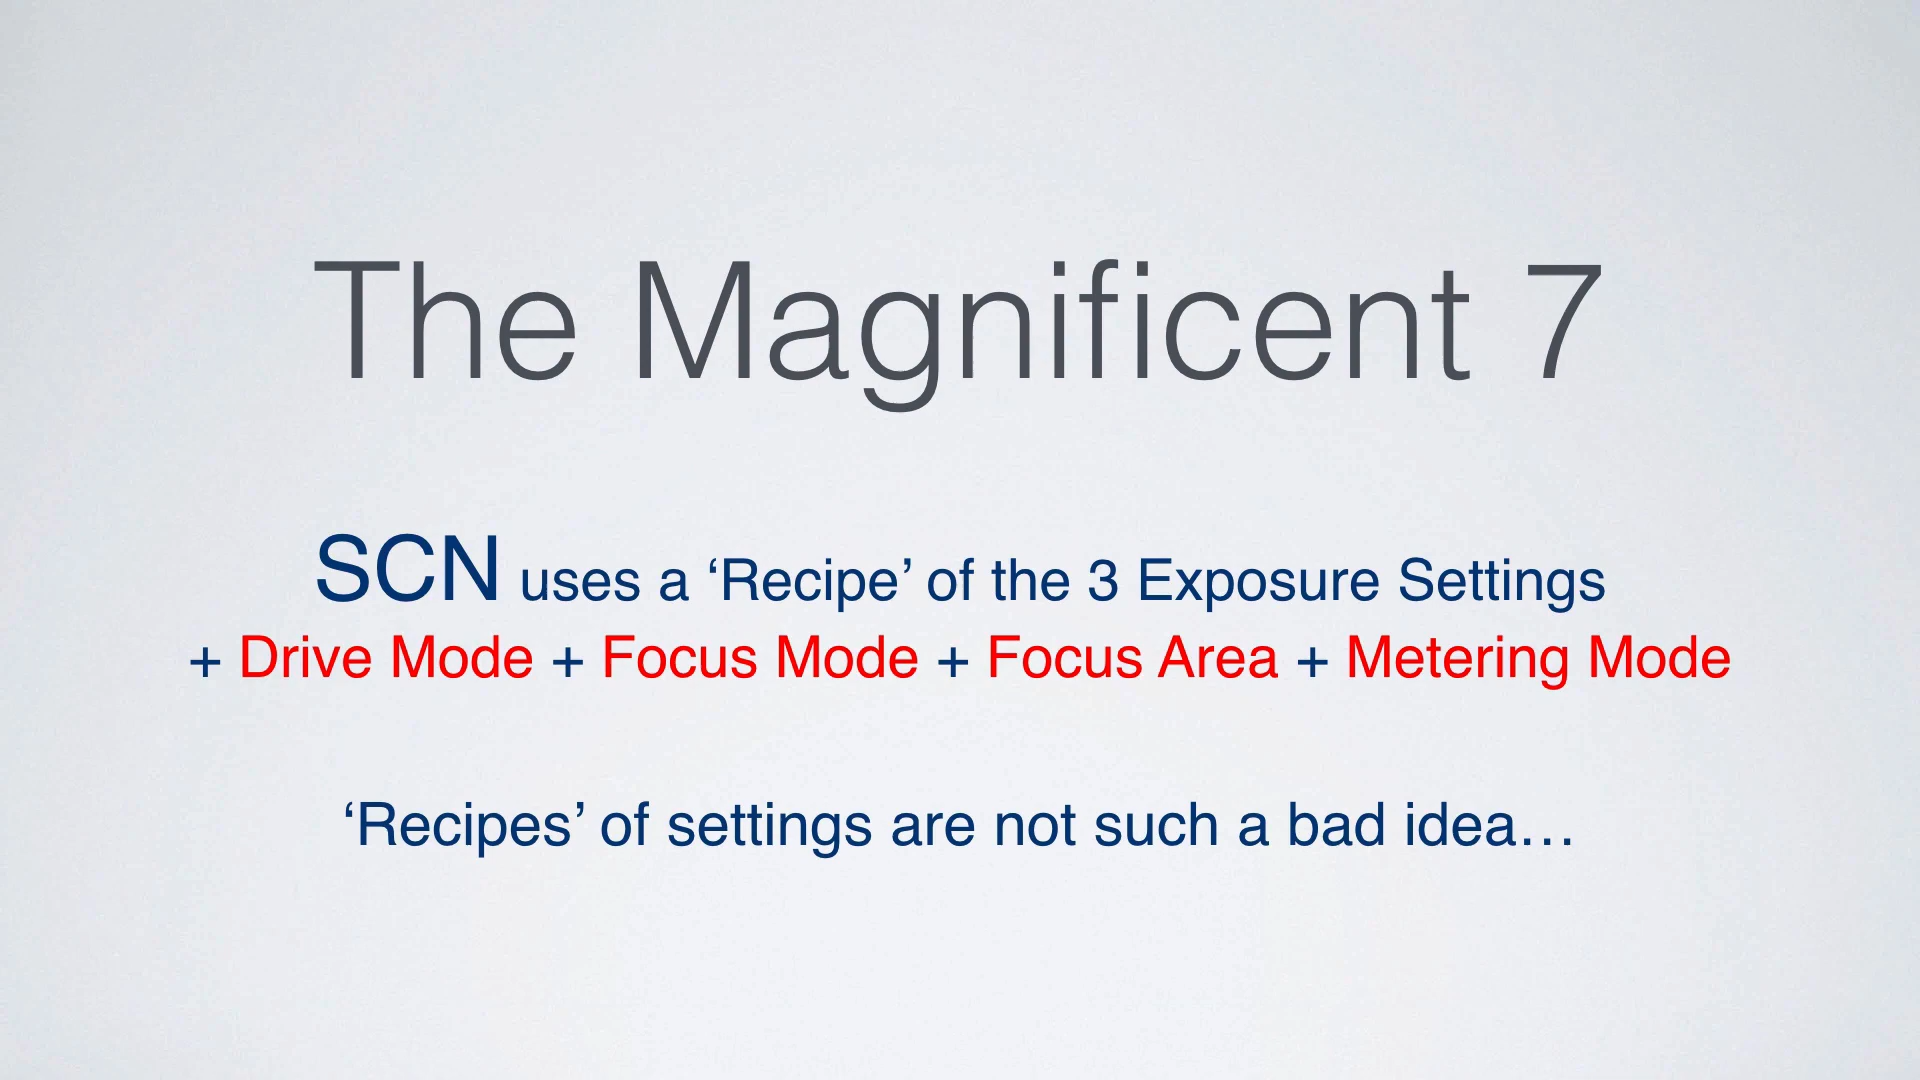 The Magnificent 7
SCN uses a ‘Recipe’ of the 3 Exposure Settings
+ Drive Mode + Focus Mode + Focus Area + Metering Mode
‘Recipes’ of settings are not such a bad idea…